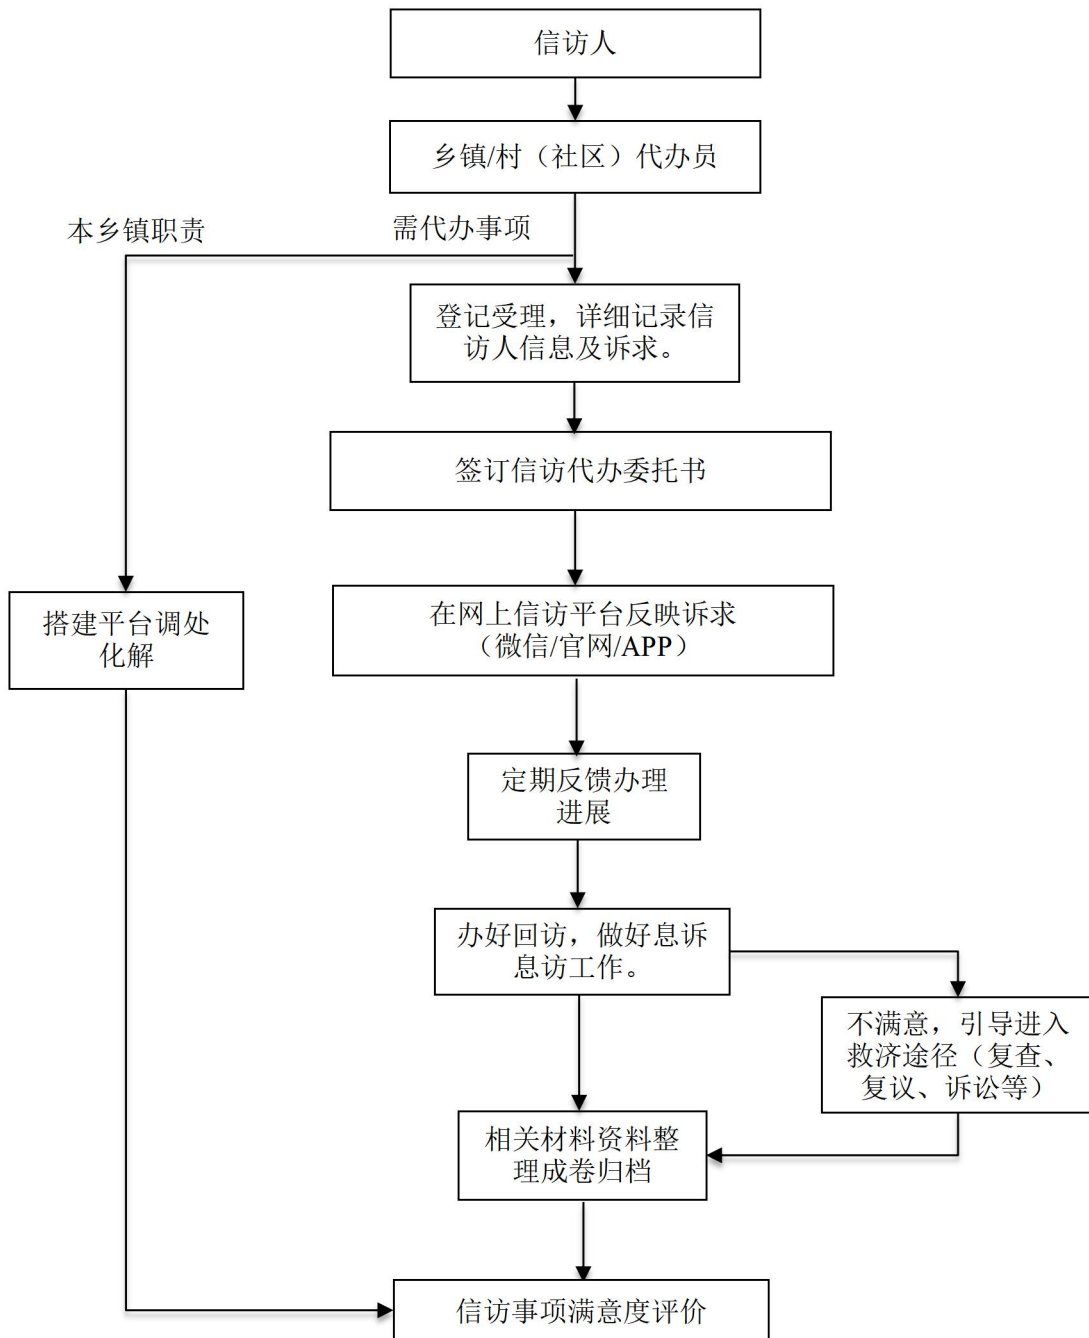 信访人
乡镇/村（社区）代办员
本乡镇职责
需代办事项
登记受理，详细记录信
访人信息及诉求。
签订信访代办委托书
搭建平台调处
化解
在网上信访平台反映诉求
（微信/官网/APP）
定期反馈办理
进展
办好回访，做好息诉
息访工作。
不满意，引导进入
救济途径（复查、
复议、诉讼等）
相关材料资料整
理成卷归档
信访事项满意度评价